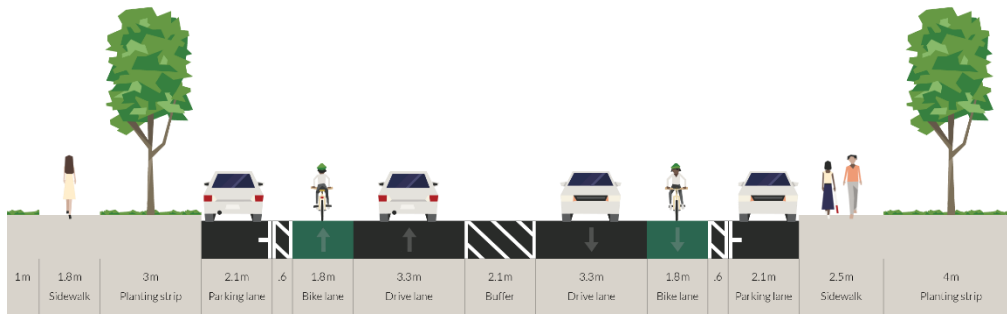 1m 1.8m 3m 2.1m .6 1.8m 3.3m 2.1m 3.3m 1.8m .6 2.1m 2.5m 4m
Sidewalk Planting strip Parking lane Bike lane Drive lane Buffer Drive lane Bike lane Parking lane Sidewalk Planting strip